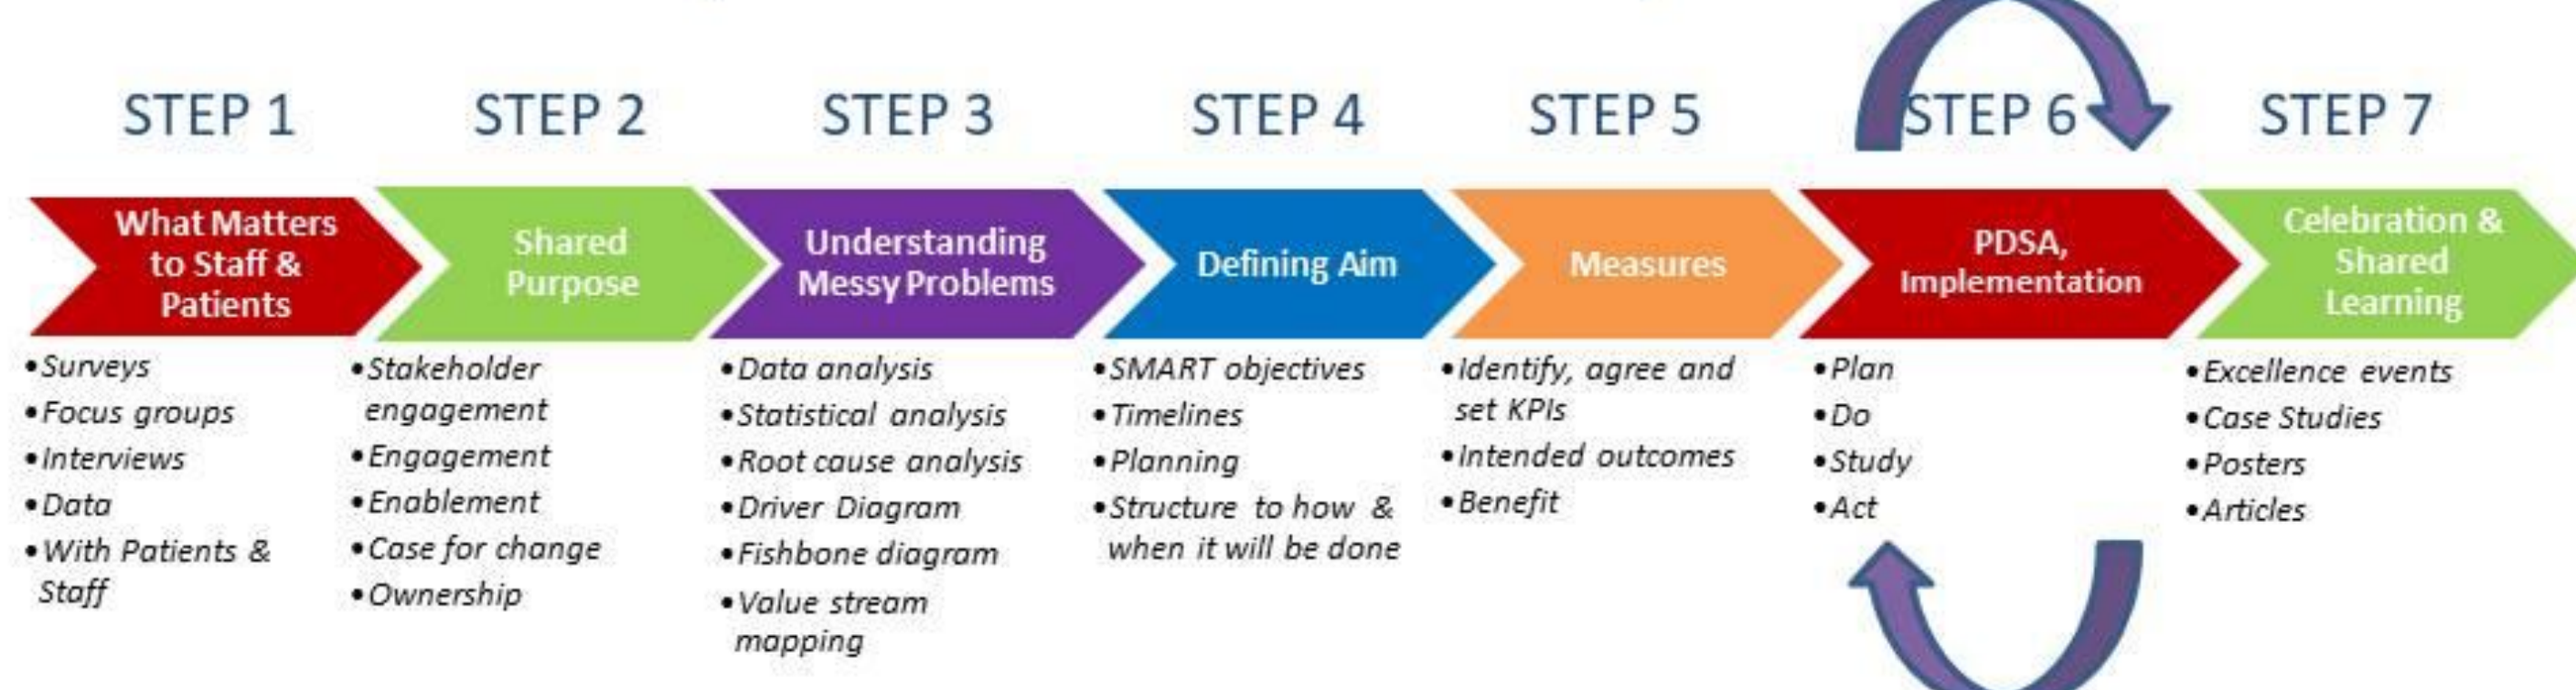 STEP 1
What Matters
to Staff &
Patients
•Surveys
•Focus groups
•Interviews
•Data
•With Patients &
Staff
STEP 2
Shared
Purpose
•Stakeholder
engagement
•Engagement
•Enablement
•Case for change
•Ownership
STEP 3
Understanding
Messy Problems
•Data analysis
•Statistical analysis
•Root cause analysis
•Driver Diagram
•Fishbone diagram
•Value stream
mapping
STEP 4
Defining Aim
•SMART objectives
•Timelines
•Planning
•Structure to how &
when it will be done
STEP 5
Measures
•Identify, agree and
set KPIs
•Intended outcomes
•Benefit
STEP 6
PDSA,
Implementation
•Plan
•Do
•Study
•Act
STEP 7
Celebration &
Shared
Learning
•Excellence events
•Case Studies
•Posters
•Articles